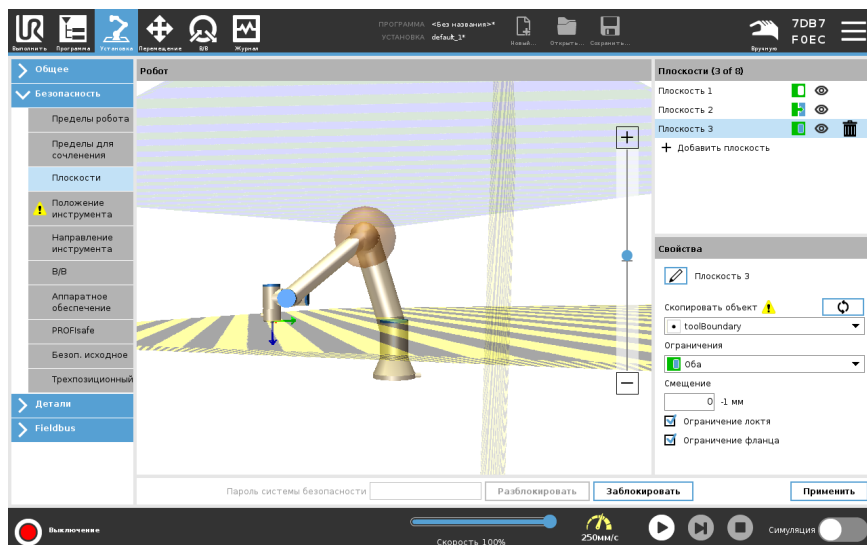 ПРОГРАММА <Без названия>*
УСТАНОВКА default_1*
Выполнить Программа Установка Перемещение В/В Журнал
Новый... Открыть... Сохранить...
Вручную
7DB7
F0EC
Общее
Безопасность
Пределы робота
Пределы для
сочленения
Плоскости
Положение
инструмента
Направление
инструмента
В/В
Аппаратное
обеспечение
PROFIsafe
Безоп. исходное
Трехпозиционный
Детали
Fieldbus
Робот
Плоскости (3 of 8)
Плоскость 1
Плоскость 2
Плоскость 3
+ Добавить плоскость
Свойства
Плоскость 3
Скопировать объект
toolBoundary
Ограничения
Оба
Смещение
0 -1 мм
Ограничение локтя
Ограничение фланца
Пароль системы безопасности
Разблокировать
Заблокировать
Применить
Выключение
Скорость 100%
250мм/с
Симуляция